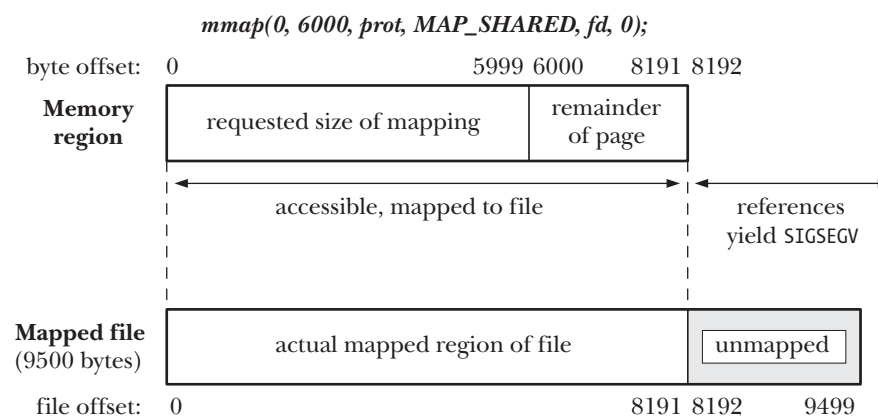 mmap(0, 6000, prot, MAP_SHARED, fd, 0);
byte offset: 0 5999 6000 8191 8192
Memory region
requested size of mapping
remainder of page
accessible, mapped to file
references yield SIGSEGV
Mapped file (9500 bytes)
actual mapped region of file
unmapped
file offset: 0 8191 8192 9499